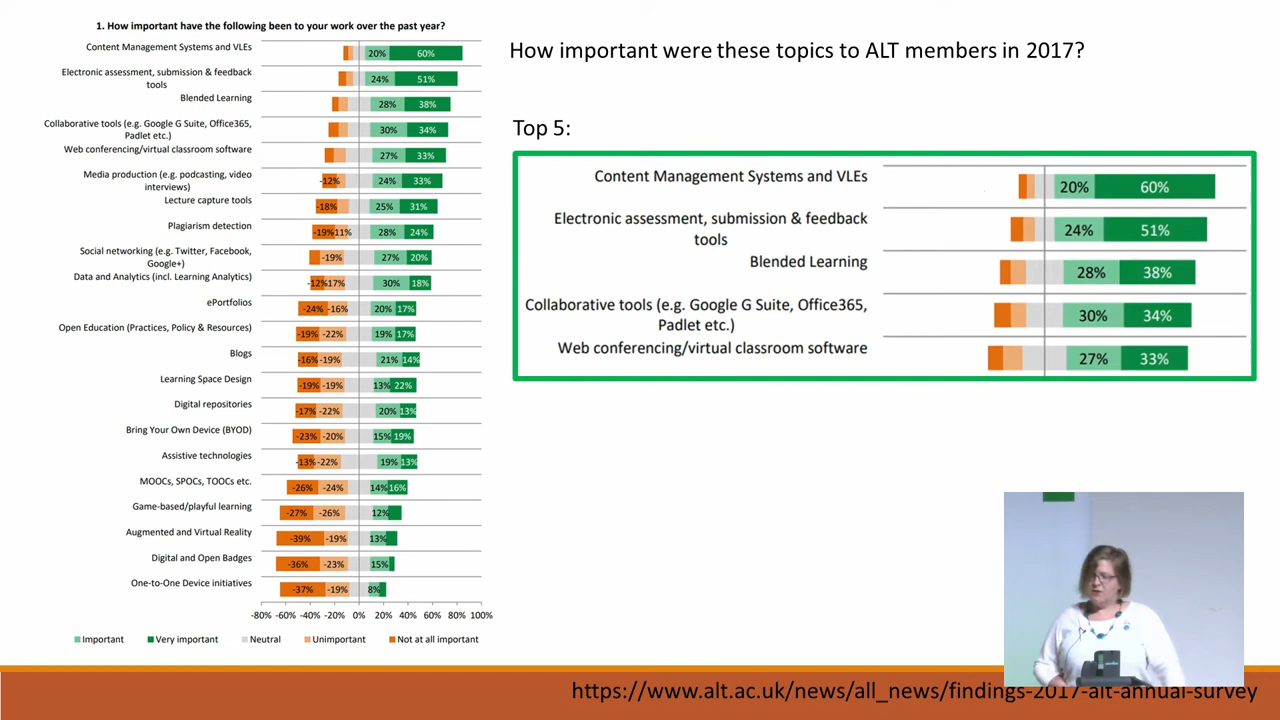 1. How important have the following been to your work over the past year?
Content Management Systems and VLEs
20% 60%
Electronic assessment, submission & feedback
tools
24% 51%
Blended Learning
28% 38%
Collaborative tools (e.g. Google G Suite, Office365,
Padlet etc.)
30% 34%
Web conferencing/virtual classroom software
27% 33%
Media production (e.g. podcasting, video
interviews)
-12% 24% 33%
Lecture capture tools
-18% 25% 31%
Plagiarism detection
-19% 11% 28% 24%
Social networking (e.g. Twitter, Facebook,
Google+)
-19% 27% 20%
Data and Analytics (incl. Learning Analytics)
-12% 17% 30% 18%
ePortfolios
-24% -16% 20% 17%
Open Education (Practices, Policy & Resources)
-19% -22% 19% 17%
Blogs
-16% -19% 21% 14%
Learning Space Design
-19% -19% 13% 22%
Digital repositories
-17% -22% 20% 13%
Bring Your Own Device (BYOD)
-23% -20% 15% 19%
Assistive technologies
-13% -22% 19% 13%
MOOCs, SPOCs, TOOCs etc.
-26% -24% 14% 16%
Game-based/playful learning
-27% -26% 12%
Augmented and Virtual Reality
-39% -19% 13%
Digital and Open Badges
-36% -23% 15%
One-to-One Device initiatives
-37% -19% 8%
-80% -60% -40% -20% 0% 20% 40% 60% 80% 100%
Important Very important Neutral Unimportant Not at all important
How important were these topics to ALT members in 2017?
Top 5:
Content Management Systems and VLEs
20% 60%
Electronic assessment, submission & feedback
tools
24% 51%
Blended Learning
28% 38%
Collaborative tools (e.g. Google G Suite, Office365,
Padlet etc.)
30% 34%
Web conferencing/virtual classroom software
27% 33%
https://www.alt.ac.uk/news/all_news/findings-2017-alt-annual-survey